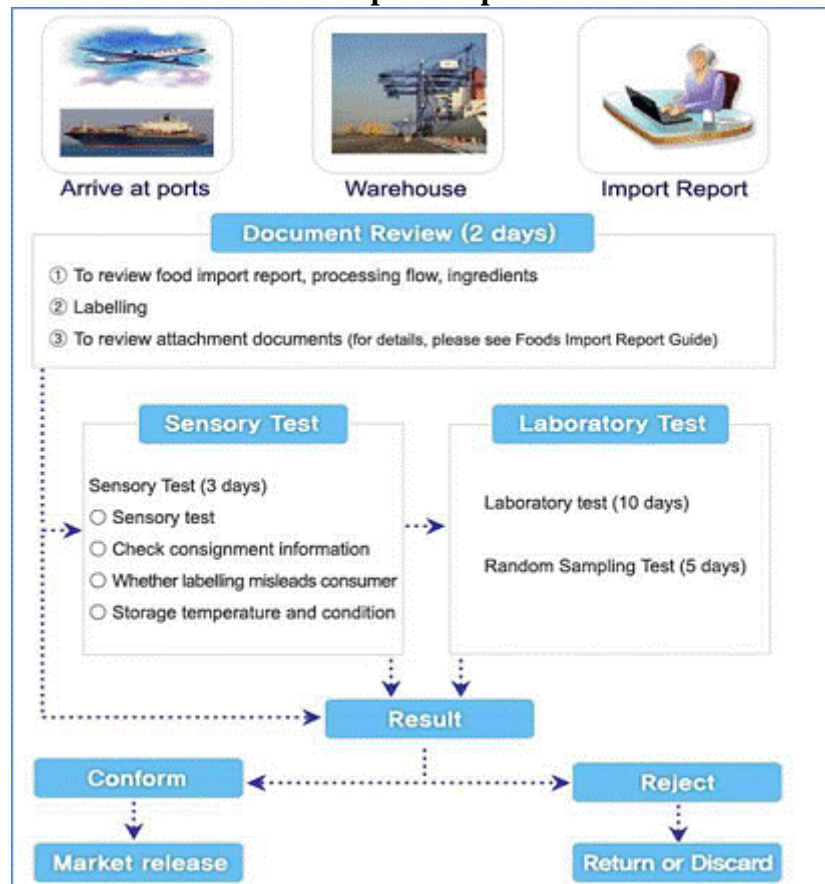 Arrive at ports
Warehouse
Import Report
Document Review (2 days)
① To review food import report, processing flow, ingredients
② Labelling
③ To review attachment documents (for details, please see Foods Import Report Guide)
Sensory Test
Sensory Test (3 days)
○ Sensory test
○ Check consignment information
○ Whether labelling misleads consumer
○ Storage temperature and condition
Laboratory Test
Laboratory test (10 days)
Random Sampling Test (5 days)
Result
Conform
Reject
Market release
Return or Discard